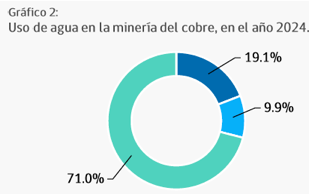 Gráfico 2:
Uso de agua en la minería del cobre, en el año 2024.
19.1%
9.9%
71.0%